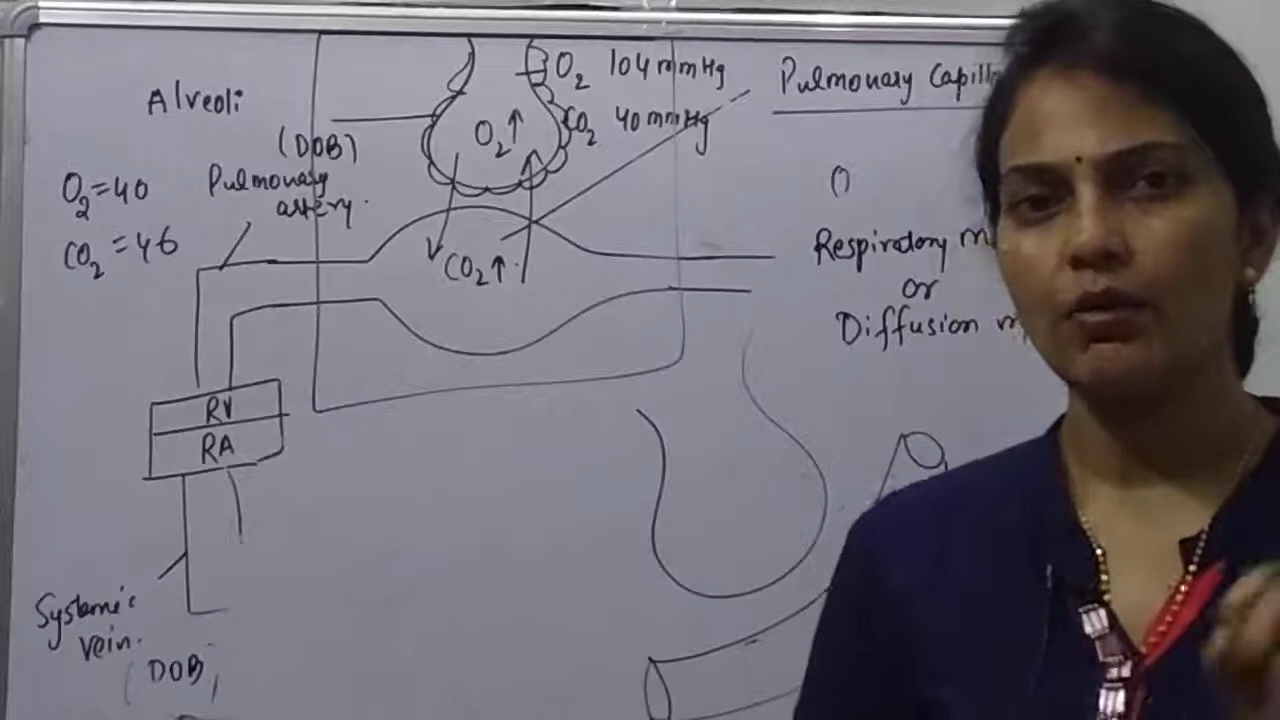 Alveoli
O2 104 mmHg
CO2 40 mmHg
O2↑
Pulmonary
(DOB)
Pulmonary
artery.
O2=40
CO2=46
CO2↑
Respiratory
or
Diffusion
RV
RA
Systemic
vein.
(DOB)